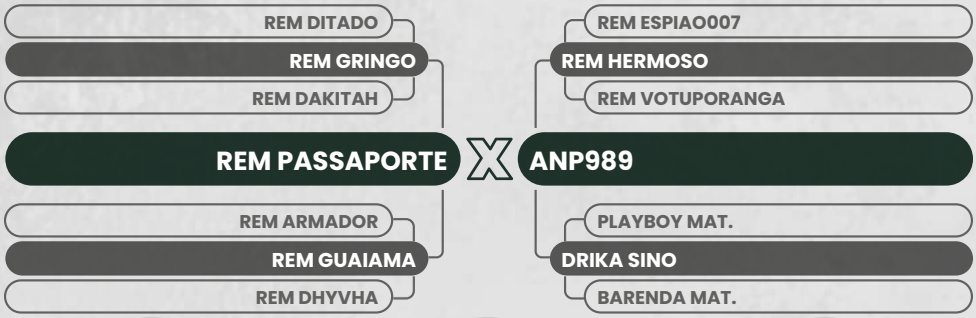 REM DITADO
REM ESPIAO007
REM GRINGO
REM HERMOSO
REM DAKITAH
REM VOTUPORANGA
REM PASSAPORTE X ANP989
REM ARMADOR
PLAYBOY MAT.
REM GUAIAMA
DRIKA SINO
REM DHYVHA
BARENDA MAT.